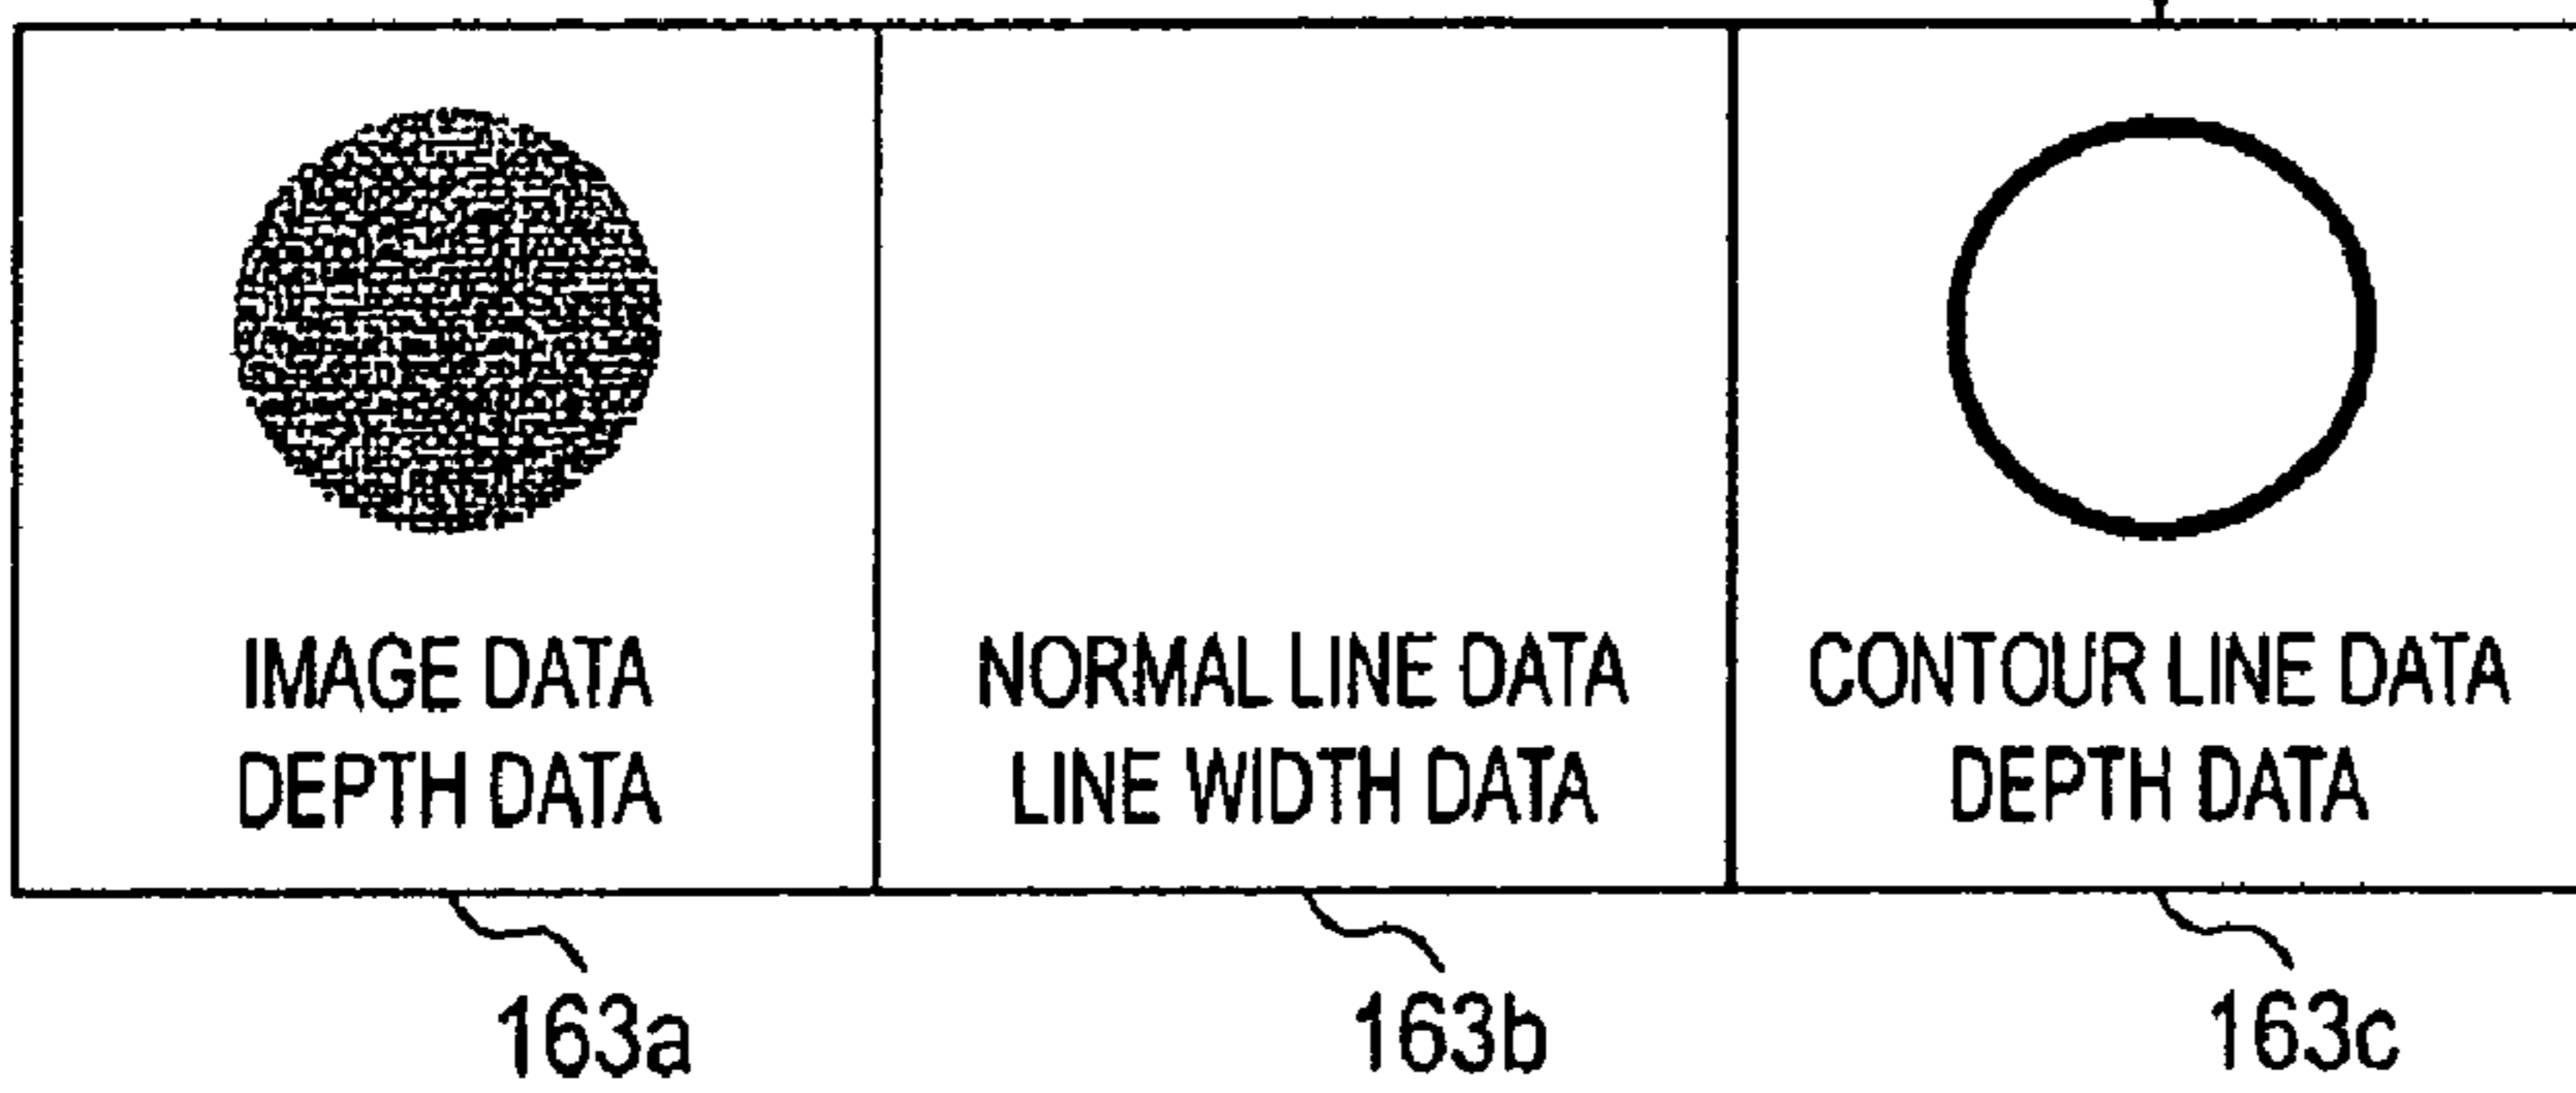 IMAGE DATA
DEPTH DATA
NORMAL LINE DATA
LINE WIDTH DATA
CONTOUR LINE DATA
DEPTH DATA
163a
163b
163c